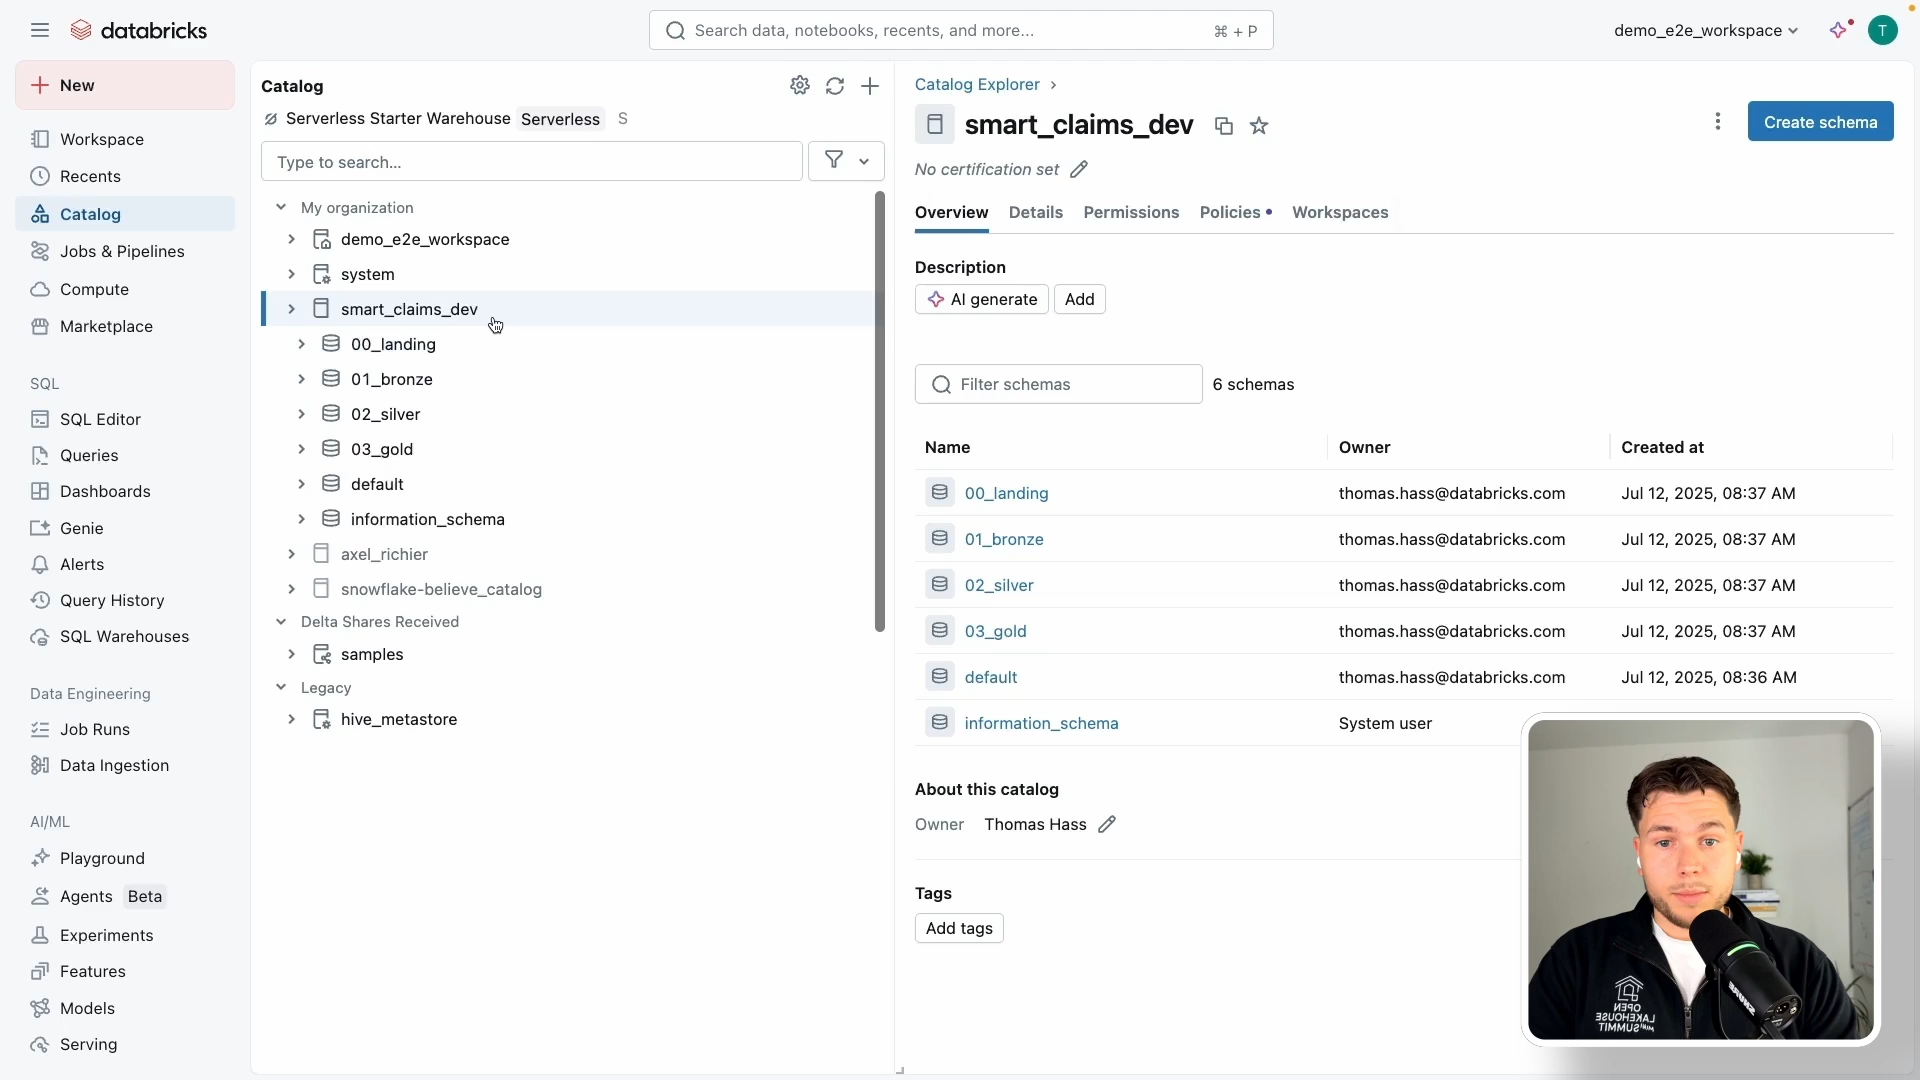 databricks
Search data, notebooks, recents, and more...
⌘ + P
demo_e2e_workspace
T
New
Workspace
Recents
Catalog
Jobs & Pipelines
Compute
Marketplace
SQL
SQL Editor
Queries
Dashboards
Genie
Alerts
Query History
SQL Warehouses
Data Engineering
Job Runs
Data Ingestion
AI/ML
Playground
Agents Beta
Experiments
Features
Models
Serving
Catalog
Serverless Starter Warehouse Serverless S
Type to search...
My organization
demo_e2e_workspace
system
smart_claims_dev
00_landing
01_bronze
02_silver
03_gold
default
information_schema
axel_richier
snowflake-believe_catalog
Delta Shares Received
samples
Legacy
hive_metastore
Catalog Explorer
smart_claims_dev
Create schema
No certification set
Overview Details Permissions Policies Workspaces
Description
AI generate Add
Filter schemas 6 schemas
Name Owner Created at
00_landing thomas.hass@databricks.com Jul 12, 2025, 08:37 AM
01_bronze thomas.hass@databricks.com Jul 12, 2025, 08:37 AM
02_silver thomas.hass@databricks.com Jul 12, 2025, 08:37 AM
03_gold thomas.hass@databricks.com Jul 12, 2025, 08:37 AM
default thomas.hass@databricks.com Jul 12, 2025, 08:36 AM
information_schema System user
About this catalog
Owner Thomas Hass
Tags
Add tags
OPEN
LAKEHOUSE
MINI SUMMIT
SHURE